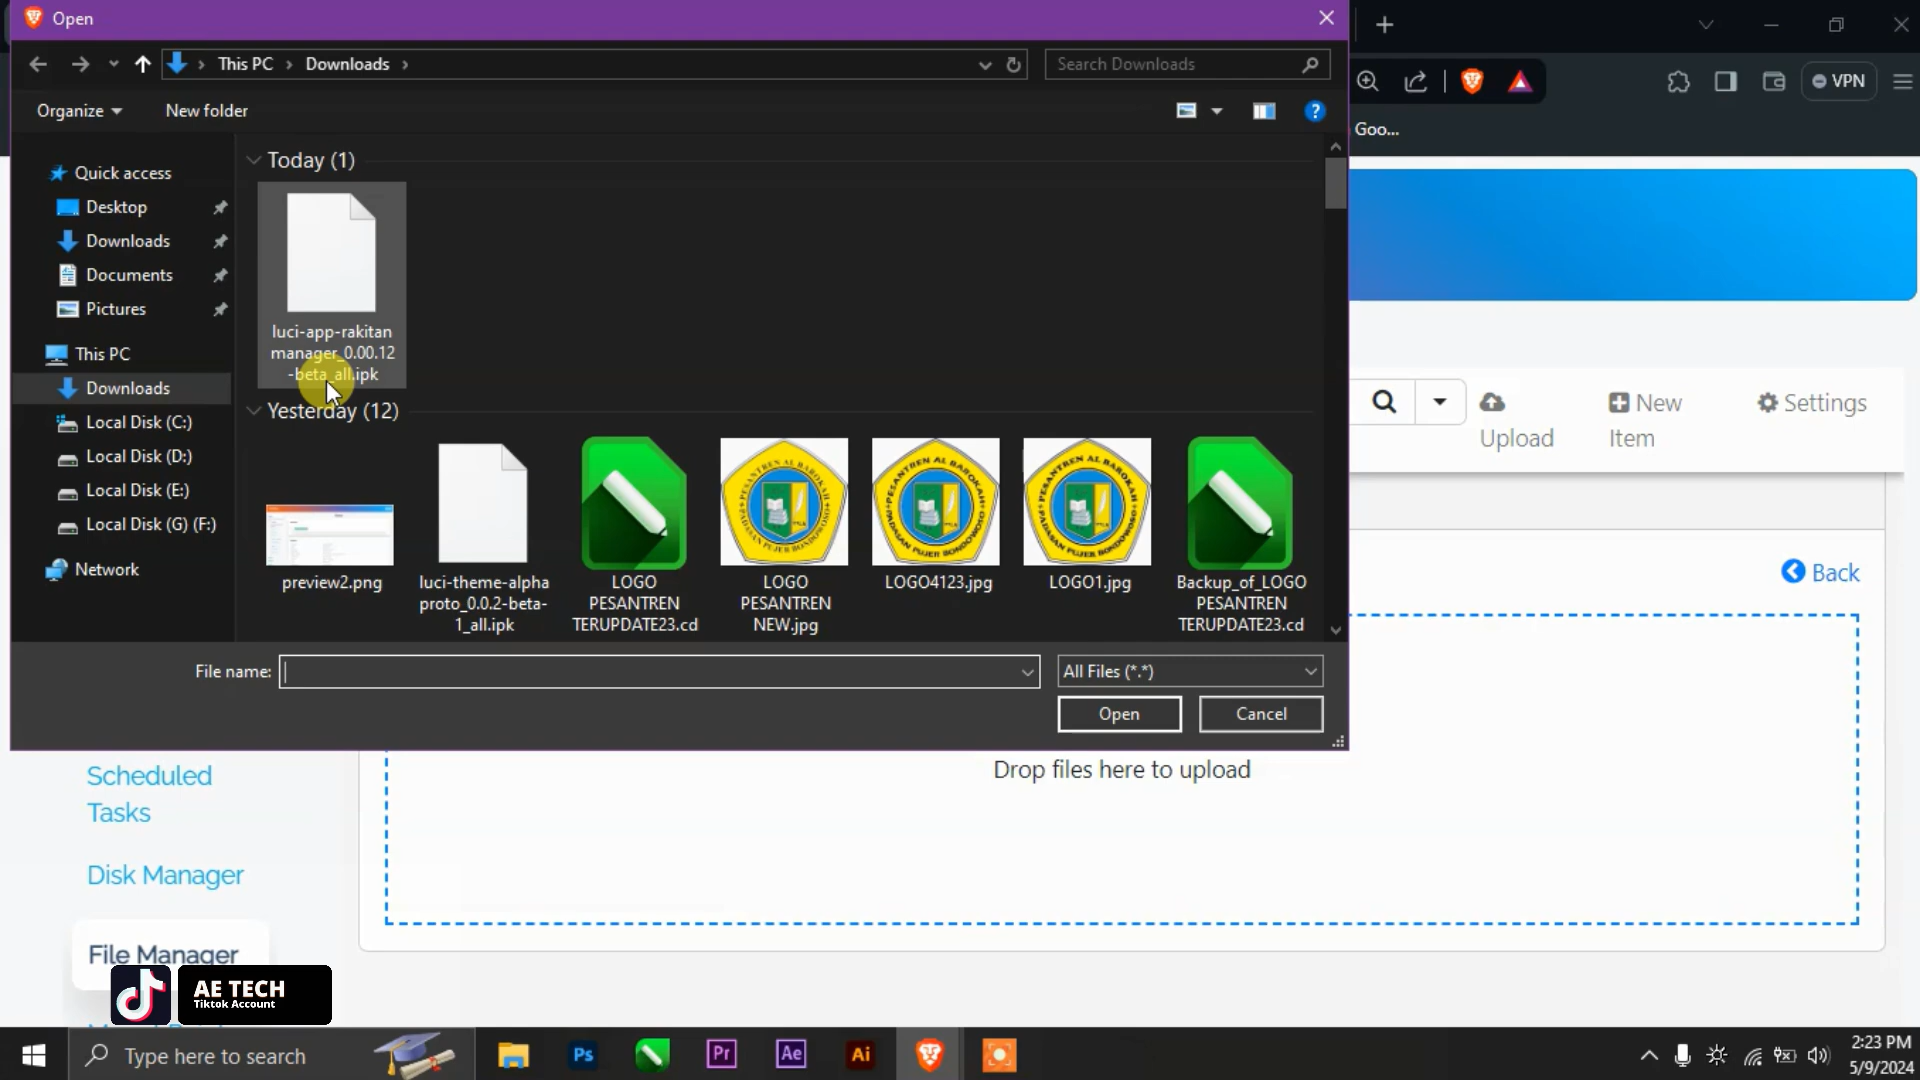 Open
This PC
Downloads
Search Downloads
Organize
New folder
VPN
Goo...
Quick access
Desktop
Downloads
Documents
Pictures
This PC
Downloads
Local Disk (C:)
Local Disk (D:)
Local Disk (E:)
Local Disk (G) (F:)
Network
Today (1)
luci-app-rakitan
manager_0.00.12
-beta_all.ipk
Yesterday (12)
preview2.png
luci-theme-alpha
proto_0.0.2-beta-
1_all.ipk
LOGO
PESANTREN
TERUPDATE23.cd
LOGO
PESANTREN
NEW.jpg
LOGO4123.jpg
LOGO1.jpg
Backup_of_LOGO
PESANTREN
TERUPDATE23.cd
File name:
All Files (*.*)
Open
Cancel
Upload
New
Item
Settings
Back
Drop files here to upload
Scheduled
Tasks
Disk Manager
File Manager
AE TECH
Tiktok Account
Type here to search
Ps
Pr
Ae
Ai
2:23 PM
5/9/2024